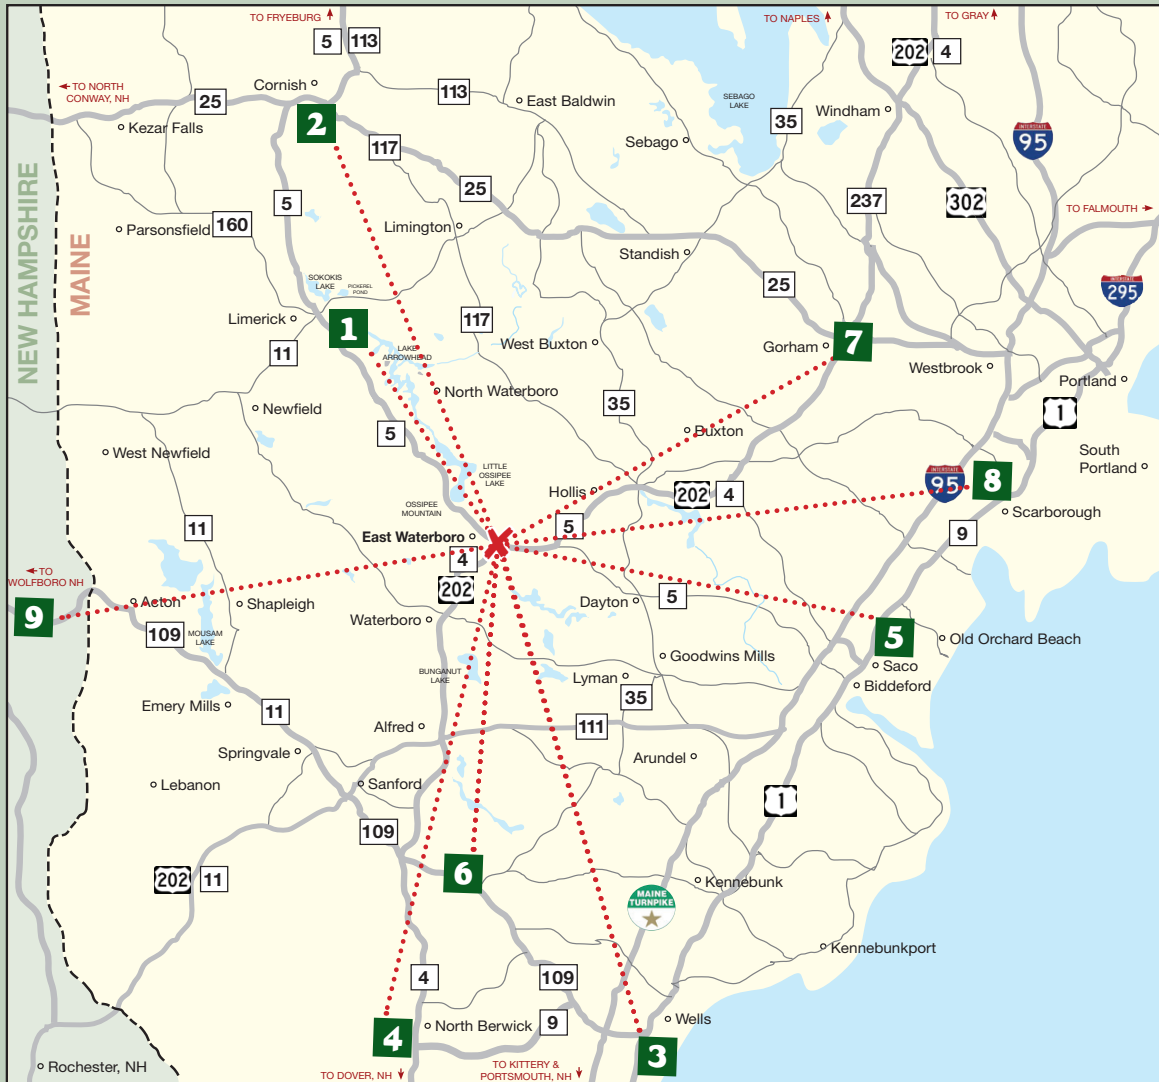 TO FRYEBURG
TO NAPLES
TO GRAY
5
113
202
4
Cornish
TO NORTH
CONWAY, NH
25
113
East Baldwin
SEBAGO
LAKE
35
Windham
INTERSTATE
95
Kezar Falls
2
117
Sebago
NEW HAMPSHIRE
MAINE
5
25
237
302
TO FALMOUTH
Parsonsfield
160
Limington
Standish
SOKOKIS
LAKE
PICKEREL
POND
25
INTERSTATE
295
Limerick
1
117
11
LAKE
ARROWHEAD
West Buxton
Gorham
7
Westbrook
Portland
North Waterboro
35
Newfield
5
Buxton
1
West Newfield
South
Portland
LITTLE
OSSIPEE
LAKE
INTERSTATE
95
8
OSSIPEE
MOUNTAIN
Hollis
202
4
Scarborough
11
5
9
East Waterboro
X
4
202
TO
WOLFBORO NH
9
Acton
Shapleigh
Dayton
5
109
MOUSAM
LAKE
Waterboro
5
Old Orchard Beach
Goodwins Mills
Saco
BUNGANUT
LAKE
Lyman
35
Biddeford
Emery Mills
11
Alfred
111
Springvale
Arundel
Lebanon
Sanford
1
109
202
11
6
Kennebunk
MAINE
TURNPIKE
Kennebunkport
4
109
4
North Berwick
9
Wells
3
Rochester, NH
TO DOVER, NH
TO KITTERY &
PORTSMOUTH, NH